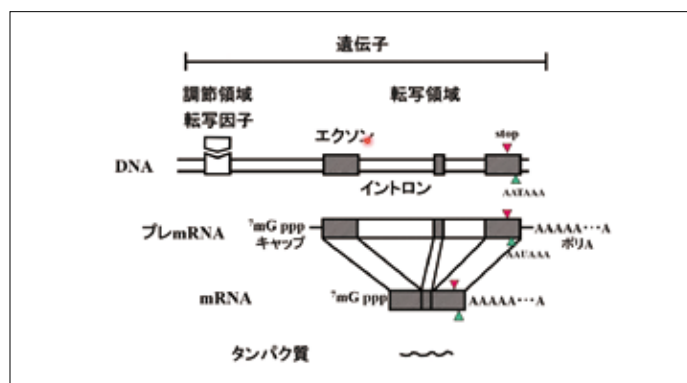 遺伝子
調節領域 転写領域
転写因子
エクソン stop
DNA
イントロン AATAAA
プレmRNA ⁷mG ppp AAAAA･･･A
キャップ AAUAAA ポリA
mRNA ⁷mG ppp AAAAA･･･A
タンパク質